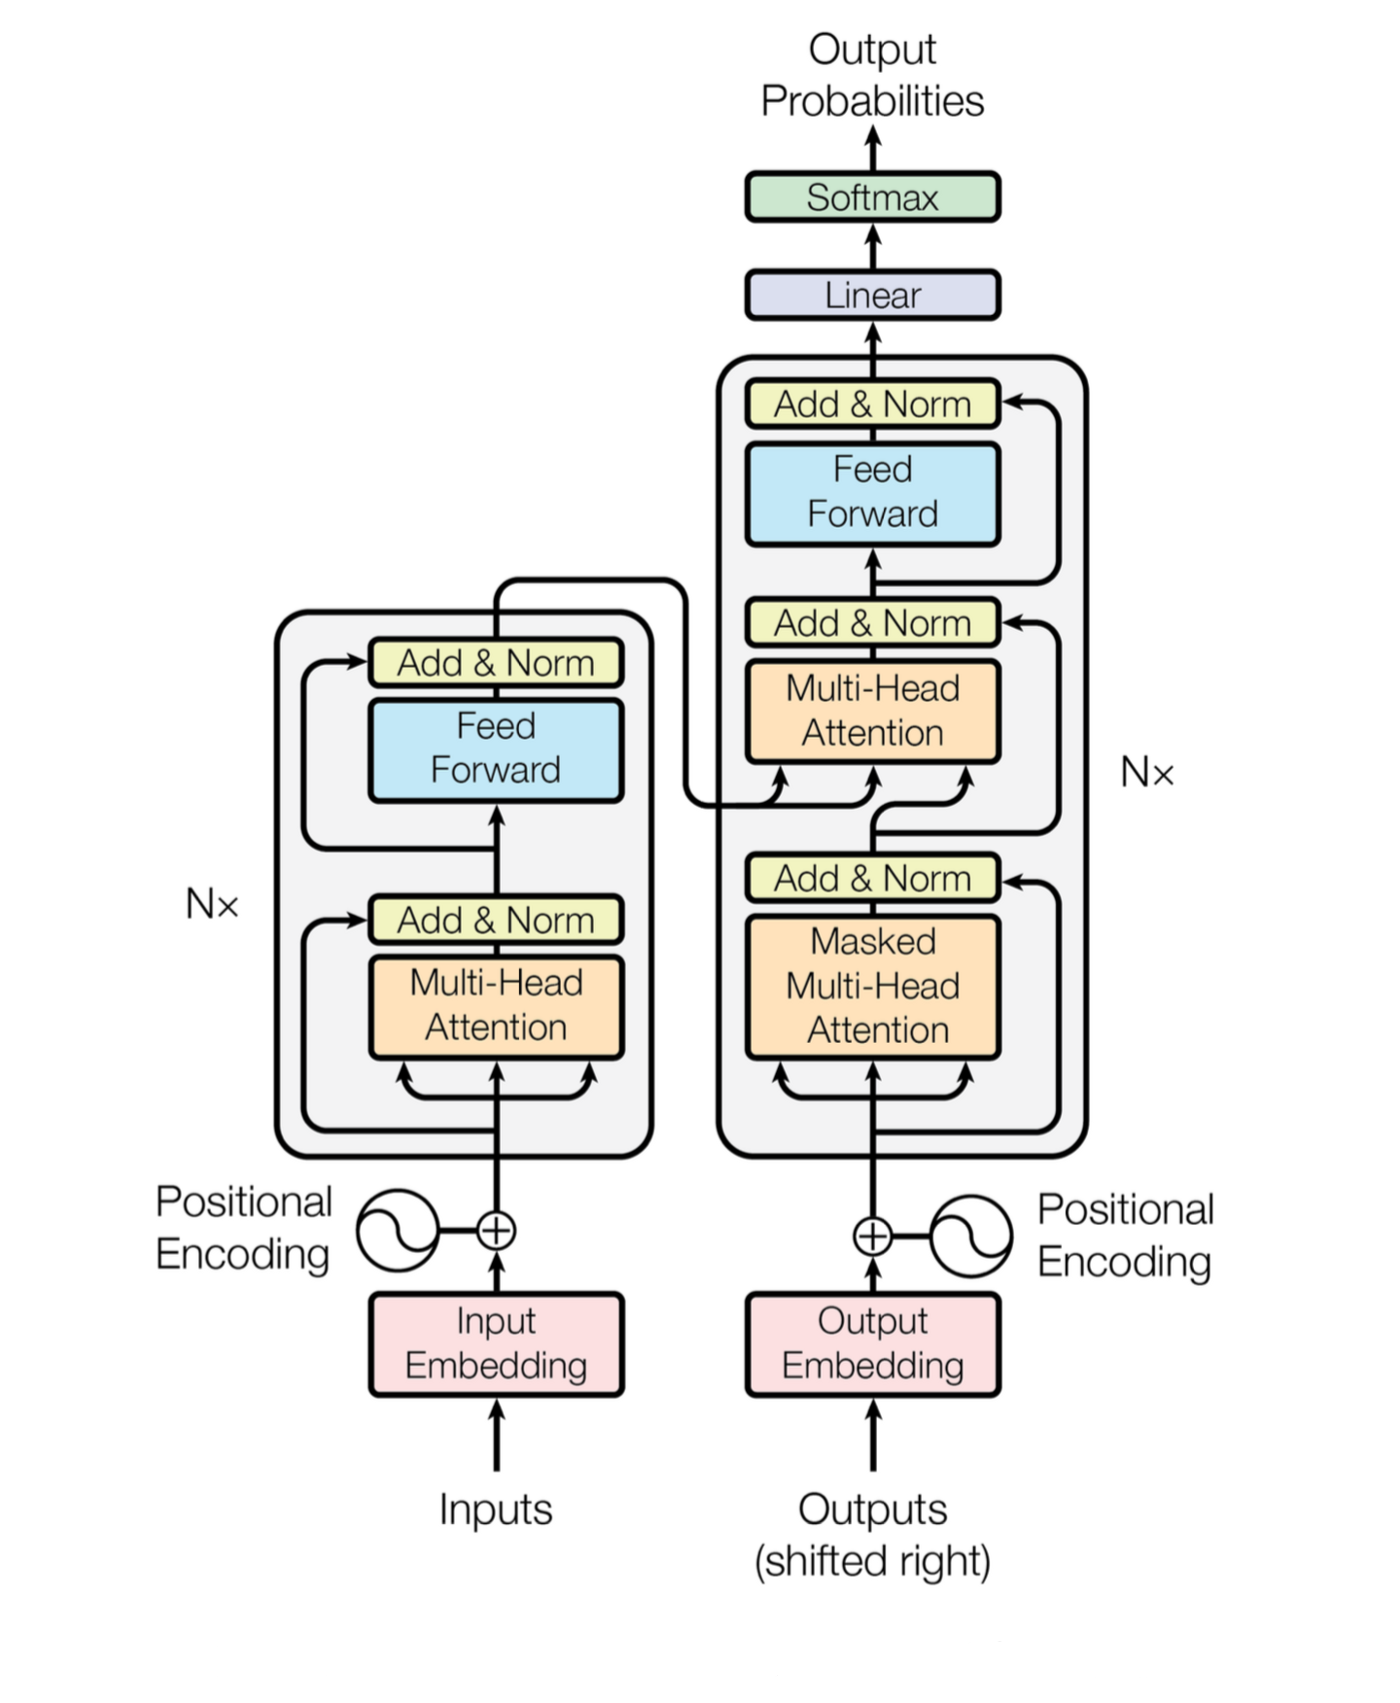 Output
Probabilities
Softmax
Linear
Add & Norm
Feed
Forward
Add & Norm
Multi-Head
Attention
Add & Norm
Masked
Multi-Head
Attention
N×
Add & Norm
Feed
Forward
Add & Norm
Multi-Head
Attention
N×
Positional
Encoding
Positional
Encoding
Input
Embedding
Output
Embedding
Inputs
Outputs
(shifted right)